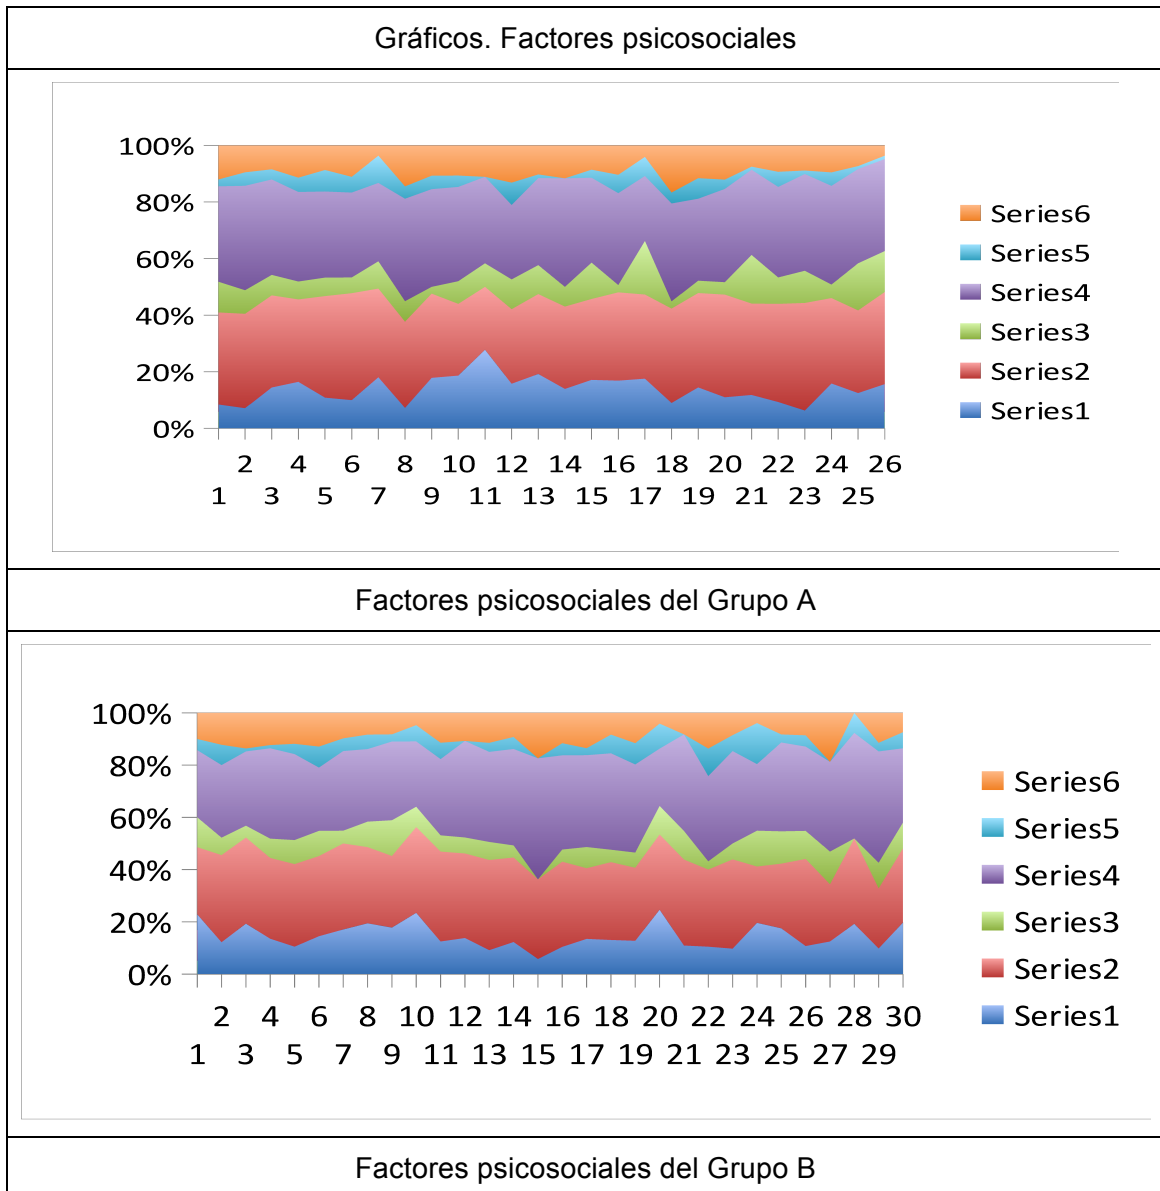 Gráficos. Factores psicosociales
100%
80%
60%
40%
20%
0%
2 4 6 8 10 12 14 16 18 20 22 24 26
1 3 5 7 9 11 13 15 17 19 21 23 25
Series6
Series5
Series4
Series3
Series2
Series1
Factores psicosociales del Grupo A
100%
80%
60%
40%
20%
0%
2 4 6 8 10 12 14 16 18 20 22 24 26 28 30
1 3 5 7 9 11 13 15 17 19 21 23 25 27 29
Series6
Series5
Series4
Series3
Series2
Series1
Factores psicosociales del Grupo B